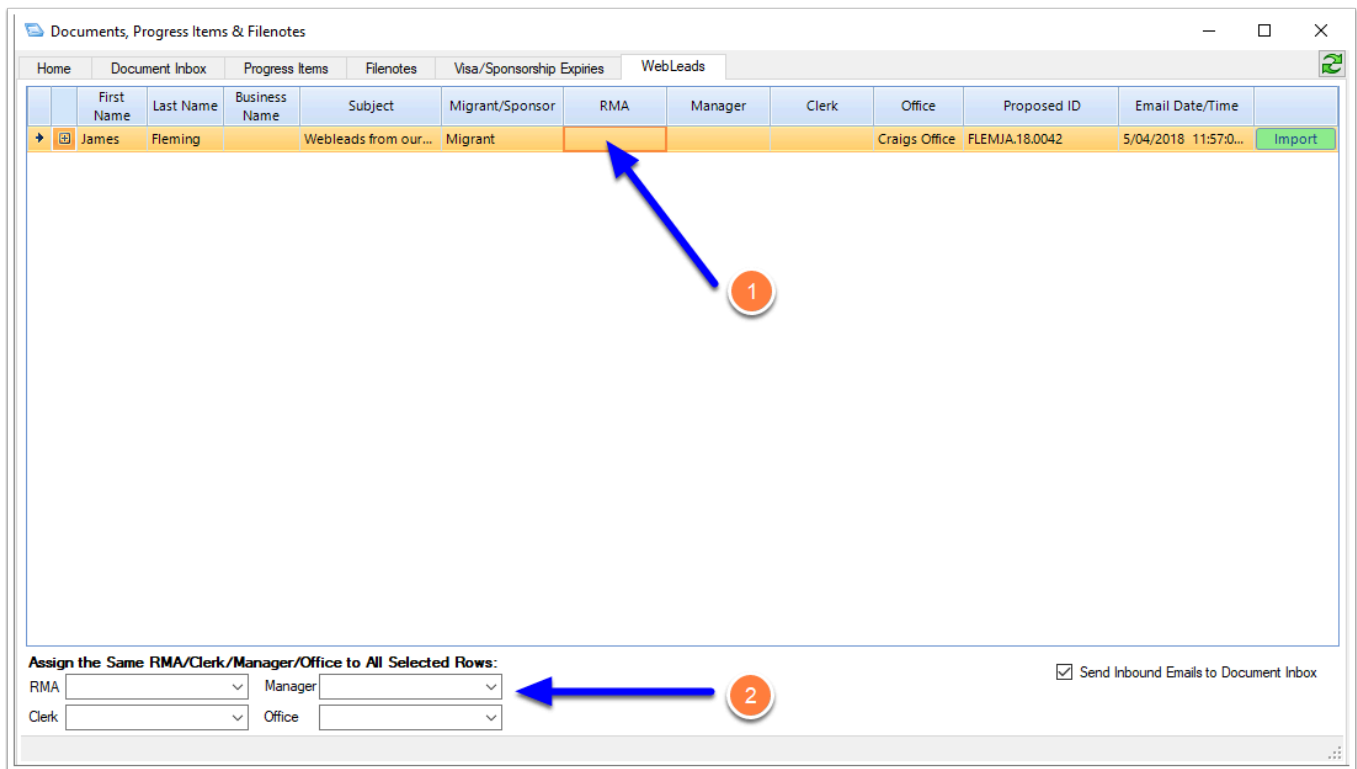 Documents, Progress Items & Filenotes
Home Document Inbox Progress Items Filenotes Visa/Sponsorship Expiries WebLeads
First Name Last Name Business Name Subject Migrant/Sponsor RMA Manager Clerk Office Proposed ID Email Date/Time
James Fleming Webleads from our... Migrant Craigs Office FLEMJA.18.0042 5/04/2018 11:57:0... Import
1
Assign the Same RMA/Clerk/Manager/Office to All Selected Rows:
Send Inbound Emails to Document Inbox
RMA Manager
2
Clerk Office